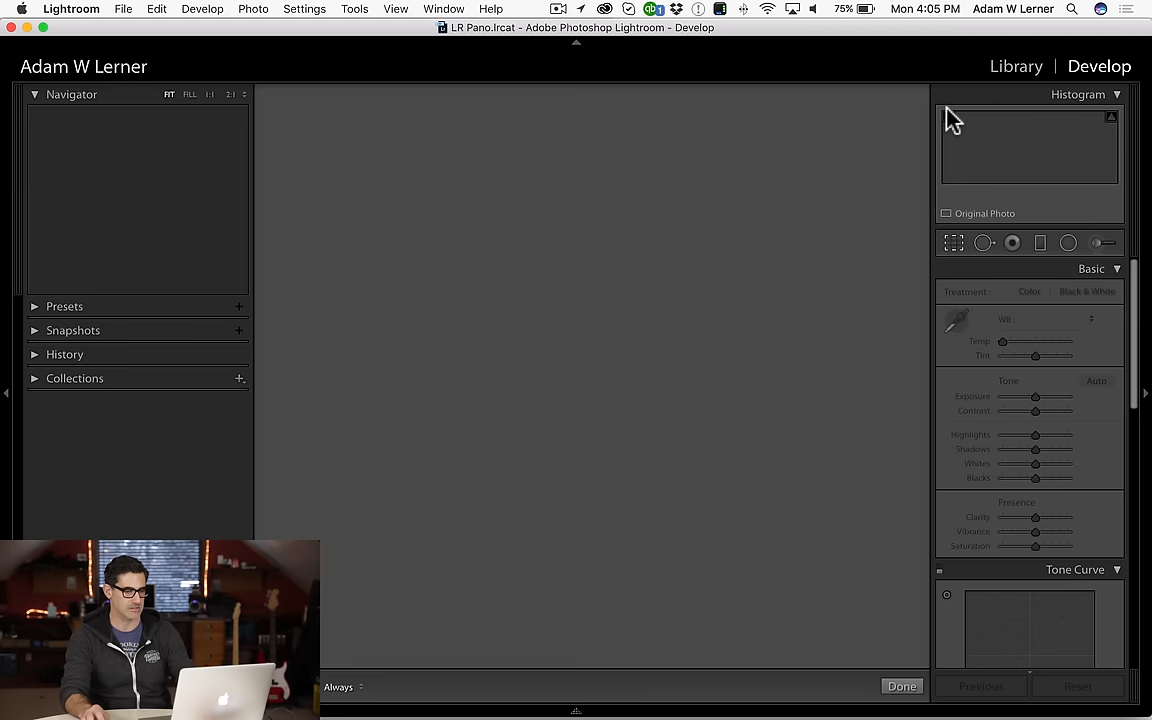 Lightroom File Edit Develop Photo Settings Tools View Window Help 1 75% Mon 4:05 PM Adam W Lerner
LR Pano.lrcat - Adobe Photoshop Lightroom - Develop
Adam W Lerner
Library | Develop
Navigator FIT FILL 1:1 2:1
Presets
Snapshots
History
Collections
Histogram
Original Photo
Basic
Treatment: Color | Black & White
WB:
Temp
Tint
Tone Auto
Exposure
Contrast
Highlights
Shadows
Whites
Blacks
Presence
Clarity
Vibrance
Saturation
Tone Curve
Always
Done
Previous
Reset